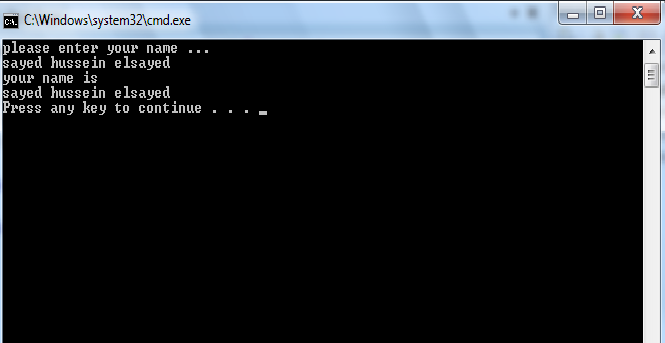 C:\Windows\system32\cmd.exe
please enter your name ...
sayed hussein elsayed
your name is
sayed hussein elsayed
Press any key to continue . . . _